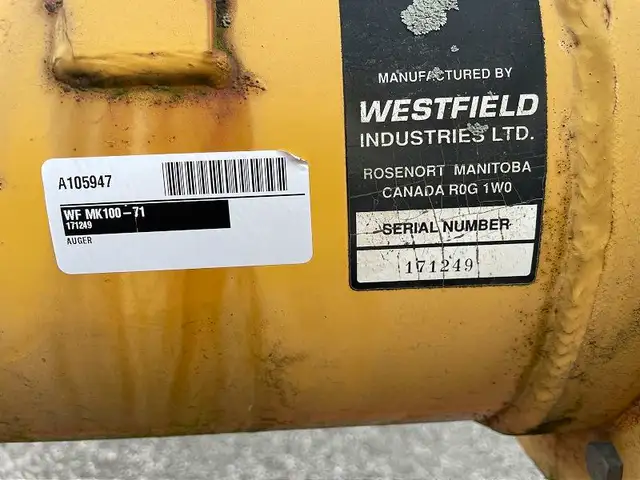 MANUFACTURED BY
WESTFIELD
INDUSTRIES LTD.
ROSENORT MANITOBA
CANADA R0G 1W0
SERIAL NUMBER
171249
A105947
WF MK100-71
171249
AUGER